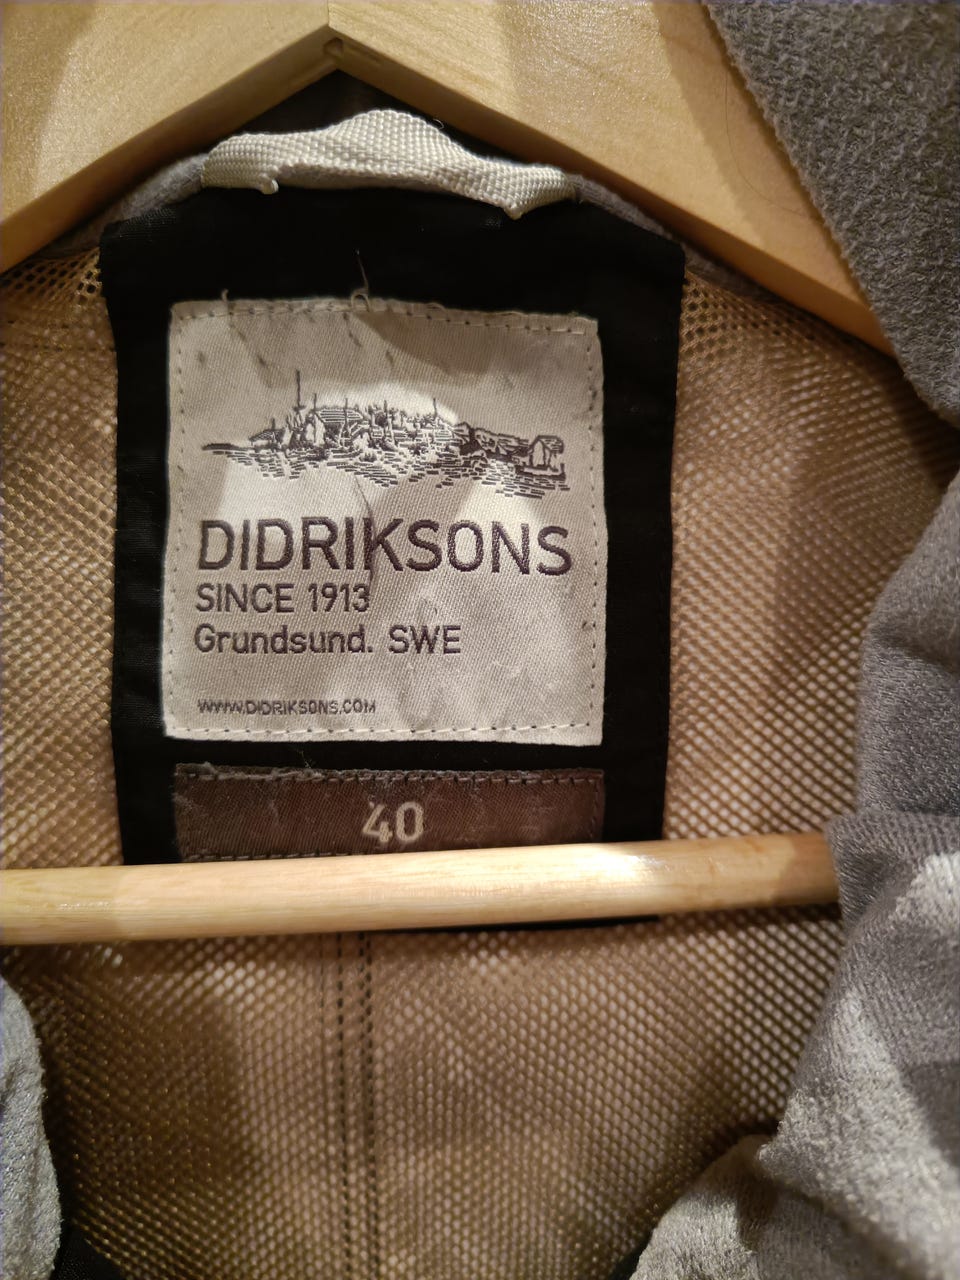 DIDRIKSONS
SINCE 1913
Grundsund. SWE
WWW.DIDRIKSONS.COM
40